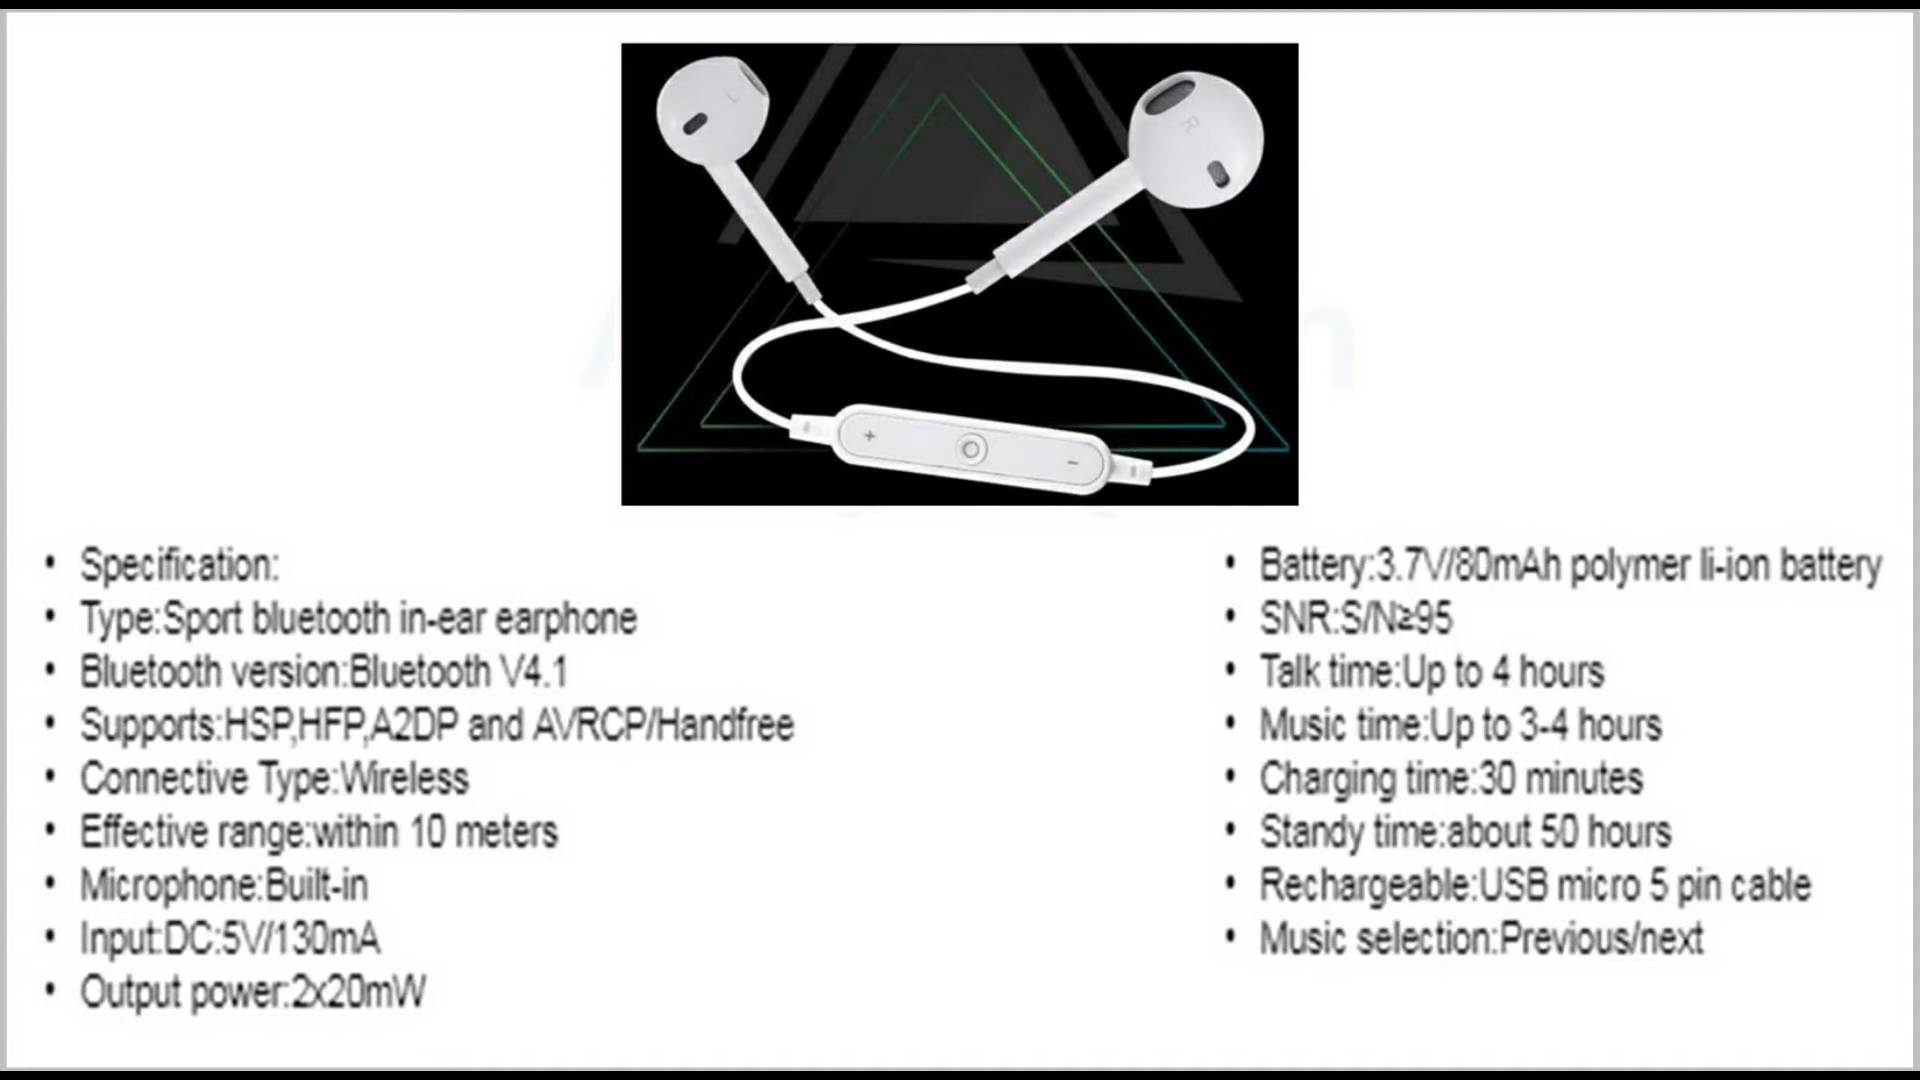 L
R
+
−
• Specification:
• Type:Sport bluetooth in-ear earphone
• Bluetooth version:Bluetooth V4.1
• Supports:HSP,HFP,A2DP and AVRCP/Handfree
• Connective Type:Wireless
• Effective range:within 10 meters
• Microphone:Built-in
• Input:DC:5V/130mA
• Output power:2x20mW
• Battery:3.7V/80mAh polymer li-ion battery
• SNR:S/N≥95
• Talk time:Up to 4 hours
• Music time:Up to 3-4 hours
• Charging time:30 minutes
• Standy time:about 50 hours
• Rechargeable:USB micro 5 pin cable
• Music selection:Previous/next